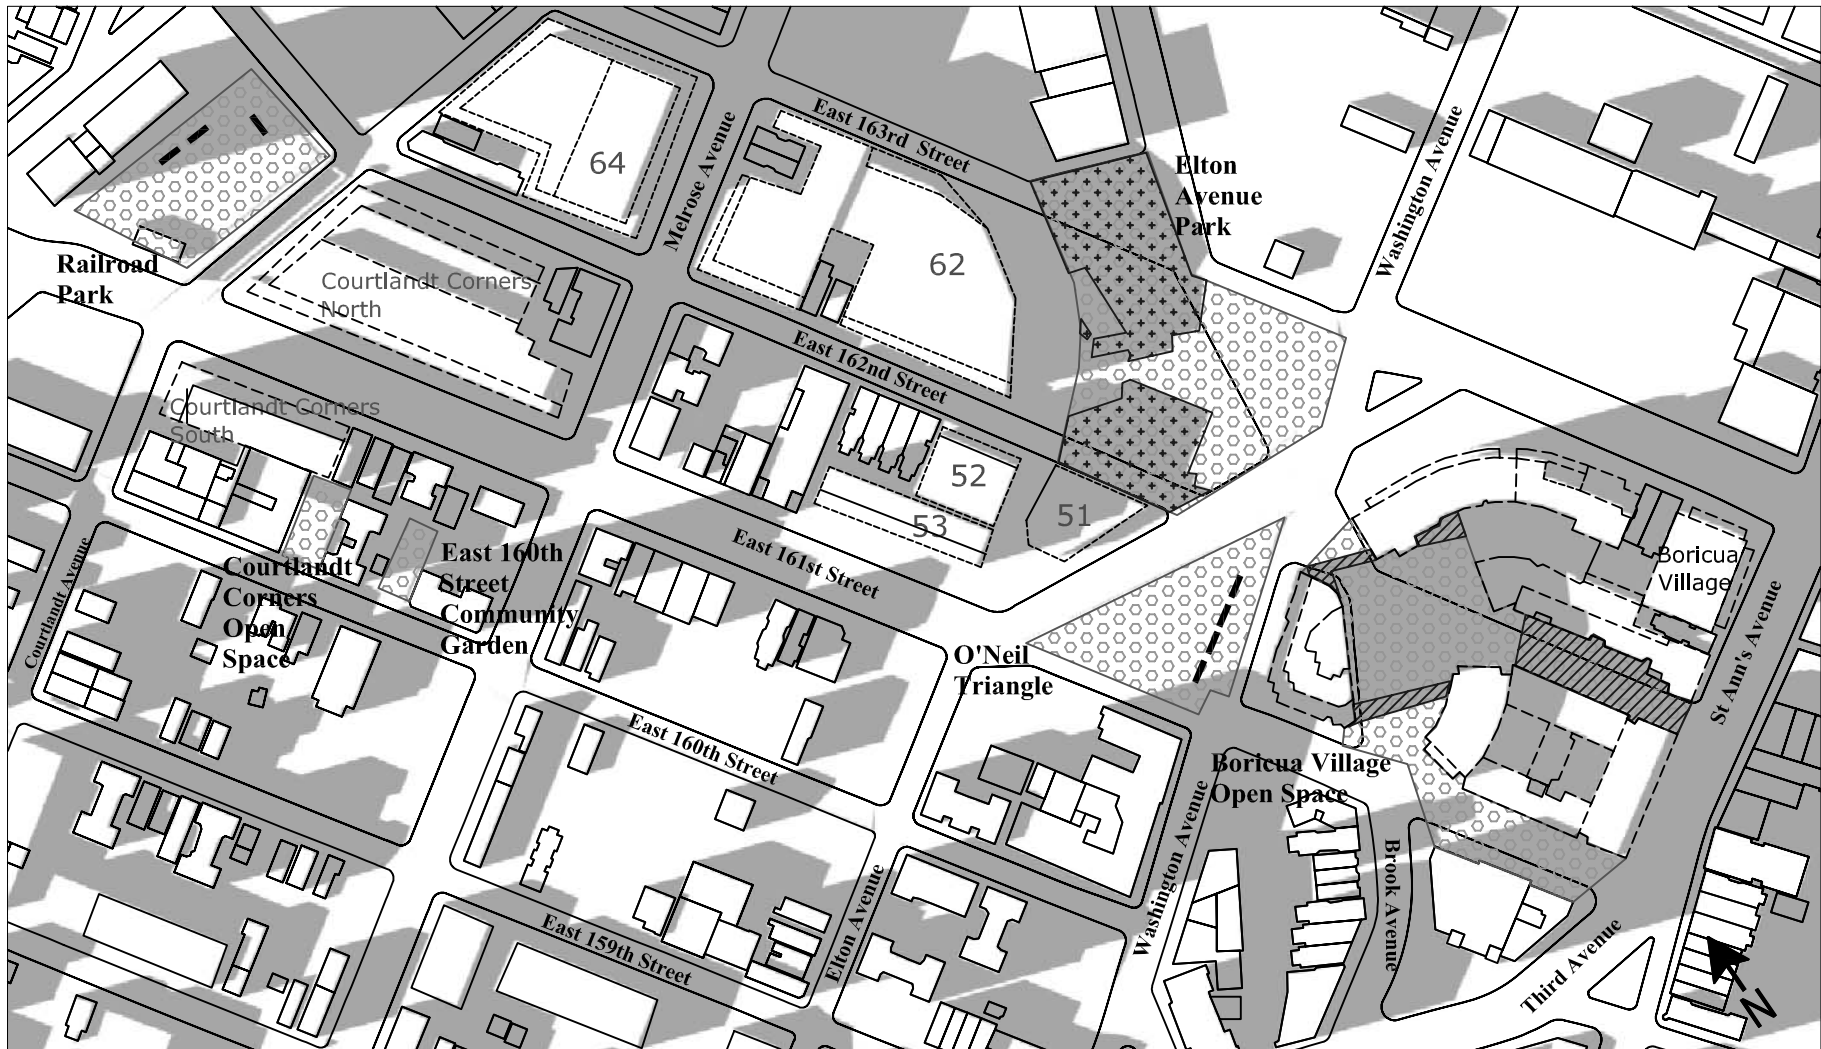 East 163rd Street
64
Melrose Avenue
Elton
Avenue
Park
Washington Avenue
Railroad
Park
62
Courtlandt Corners
North
East 162nd Street
Courtlandt Corners
South
52
51
53
East 161st Street
Boricua
Village
Courtlandt Avenue
Courtlandt
Corners
Open
Space
East 160th
Street
Community
Garden
St Ann's Avenue
O'Neil
Triangle
East 160th Street
Boricua Village
Open Space
Washington Avenue
Brook Avenue
Elton Avenue
East 159th Street
Third Avenue
N